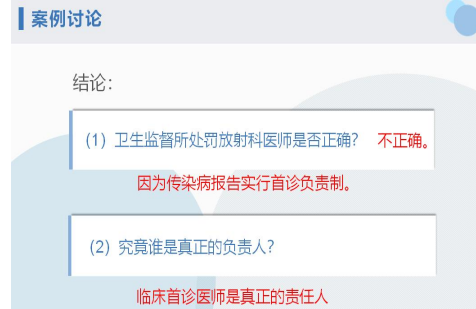 案例讨论
结论：
（1）卫生监督所处罚放射科医师是否正确？ 不正确。
因为传染病报告实行首诊负责制。
（2）究竟谁是真正的负责人？
临床首诊医师是真正的责任人